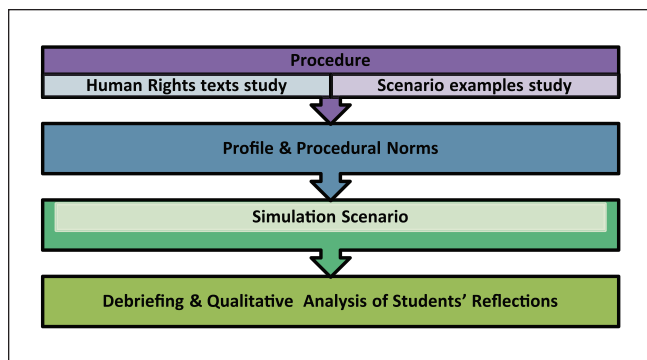 Procedure
Human Rights texts study
Scenario examples study
Profile & Procedural Norms
Simulation Scenario
Debriefing & Qualitative Analysis of Students’ Reflections